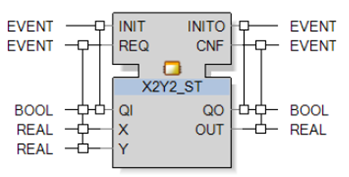 EVENT INIT INITO EVENT
EVENT REQ CNF EVENT
X2Y2_ST
BOOL QI QO BOOL
REAL X OUT REAL
REAL Y